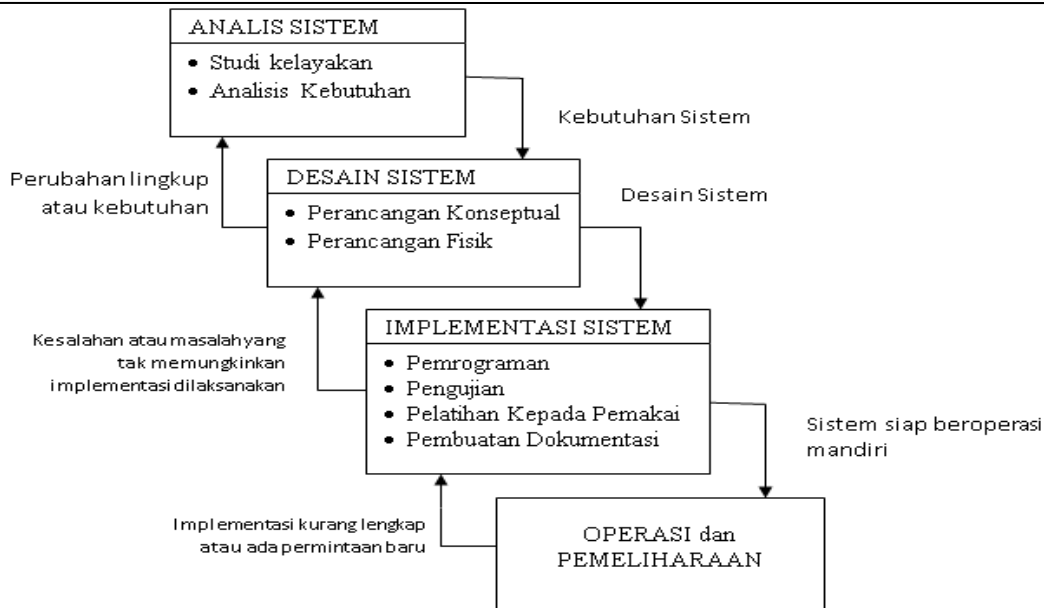 ANALIS SISTEM
• Studi kelayakan
• Analisis Kebutuhan
Kebutuhan Sistem
Perubahan lingkup
atau kebutuhan
DESAIN SISTEM
• Perancangan Konseptual
• Perancangan Fisik
Desain Sistem
Kesalahan atau masalah yang
tak memungkinkan
implementasi dilaksanakan
IMPLEMENTASI SISTEM
• Pemrograman
• Pengujian
• Pelatihan Kepada Pemakai
• Pembuatan Dokumentasi
Sistem siap beroperasi
mandiri
Implementasi kurang lengkap
atau ada permintaan baru
OPERASI dan
PEMELIHARAAN